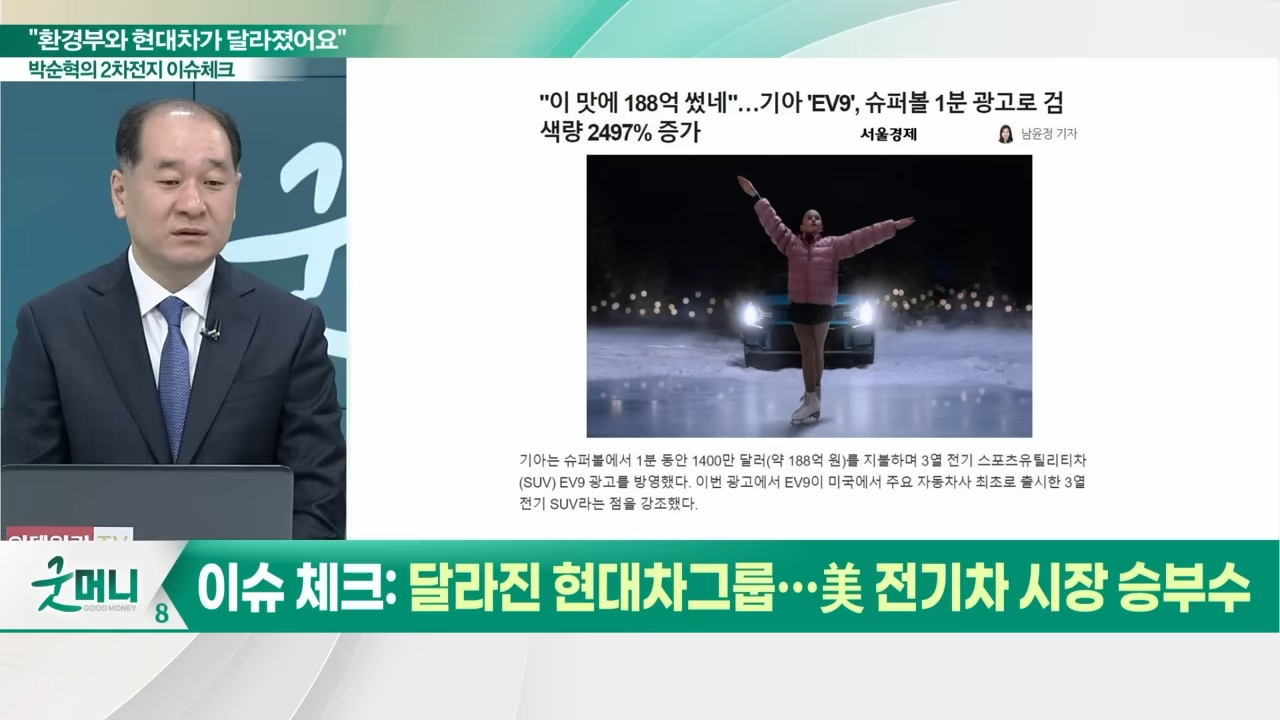 "환경부와 현대차가 달라졌어요"
박순혁의 2차전지 이슈체크
"이 맛에 188억 썼네"…기아 'EV9', 슈퍼볼 1분 광고로 검
색량 2497% 증가
서울경제
남윤정 기자
기아는 슈퍼볼에서 1분 동안 1400만 달러(약 188억 원)를 지불하며 3열 전기 스포츠유틸리티차
(SUV) EV9 광고를 방영했다. 이번 광고에서 EV9이 미국에서 주요 자동차사 최초로 출시한 3열
전기 SUV라는 점을 강조했다.
굿머니
GOOD MONEY
8
이슈 체크: 달라진 현대차그룹…美 전기차 시장 승부수